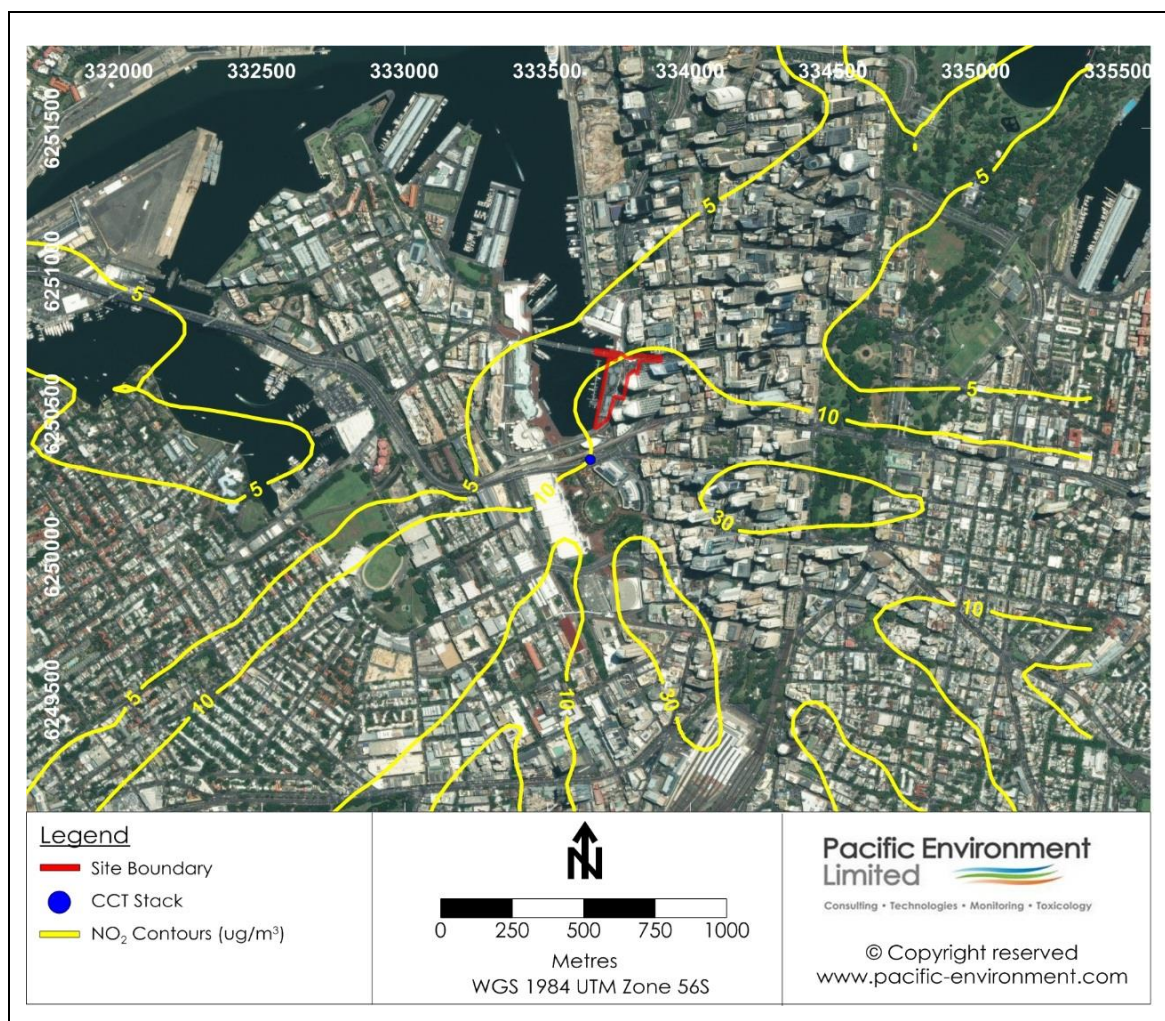 332000 332500 333000 333500 334000 334500 335000 335500
6251500
6251000
6250500
6250000
6249500
5
5
5
5
5
10
5
10
30
5
10
10
30
10
Legend
Site Boundary
CCT Stack
NO₂ Contours (ug/m³)
N
0 250 500 750 1000
Metres
WGS 1984 UTM Zone 56S
Pacific Environment
Limited
Consulting • Technologies • Monitoring • Toxicology
© Copyright reserved
www.pacific-environment.com